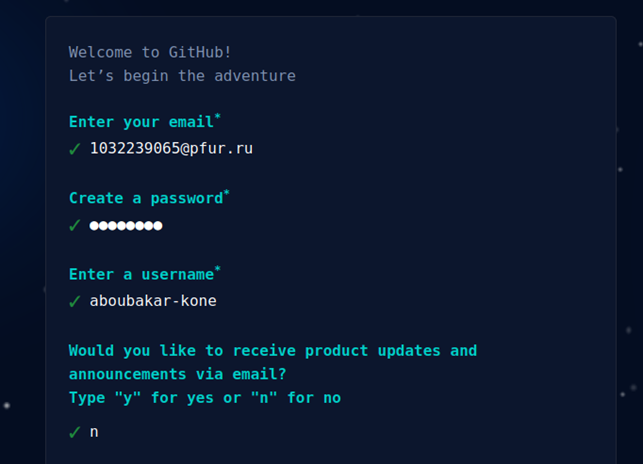 Welcome to GitHub!
Let’s begin the adventure
Enter your email*
✓ 1032239065@pfur.ru
Create a password*
✓ ●●●●●●●●
Enter a username*
✓ aboubakar-kone
Would you like to receive product updates and
announcements via email?
Type "y" for yes or "n" for no
✓ n